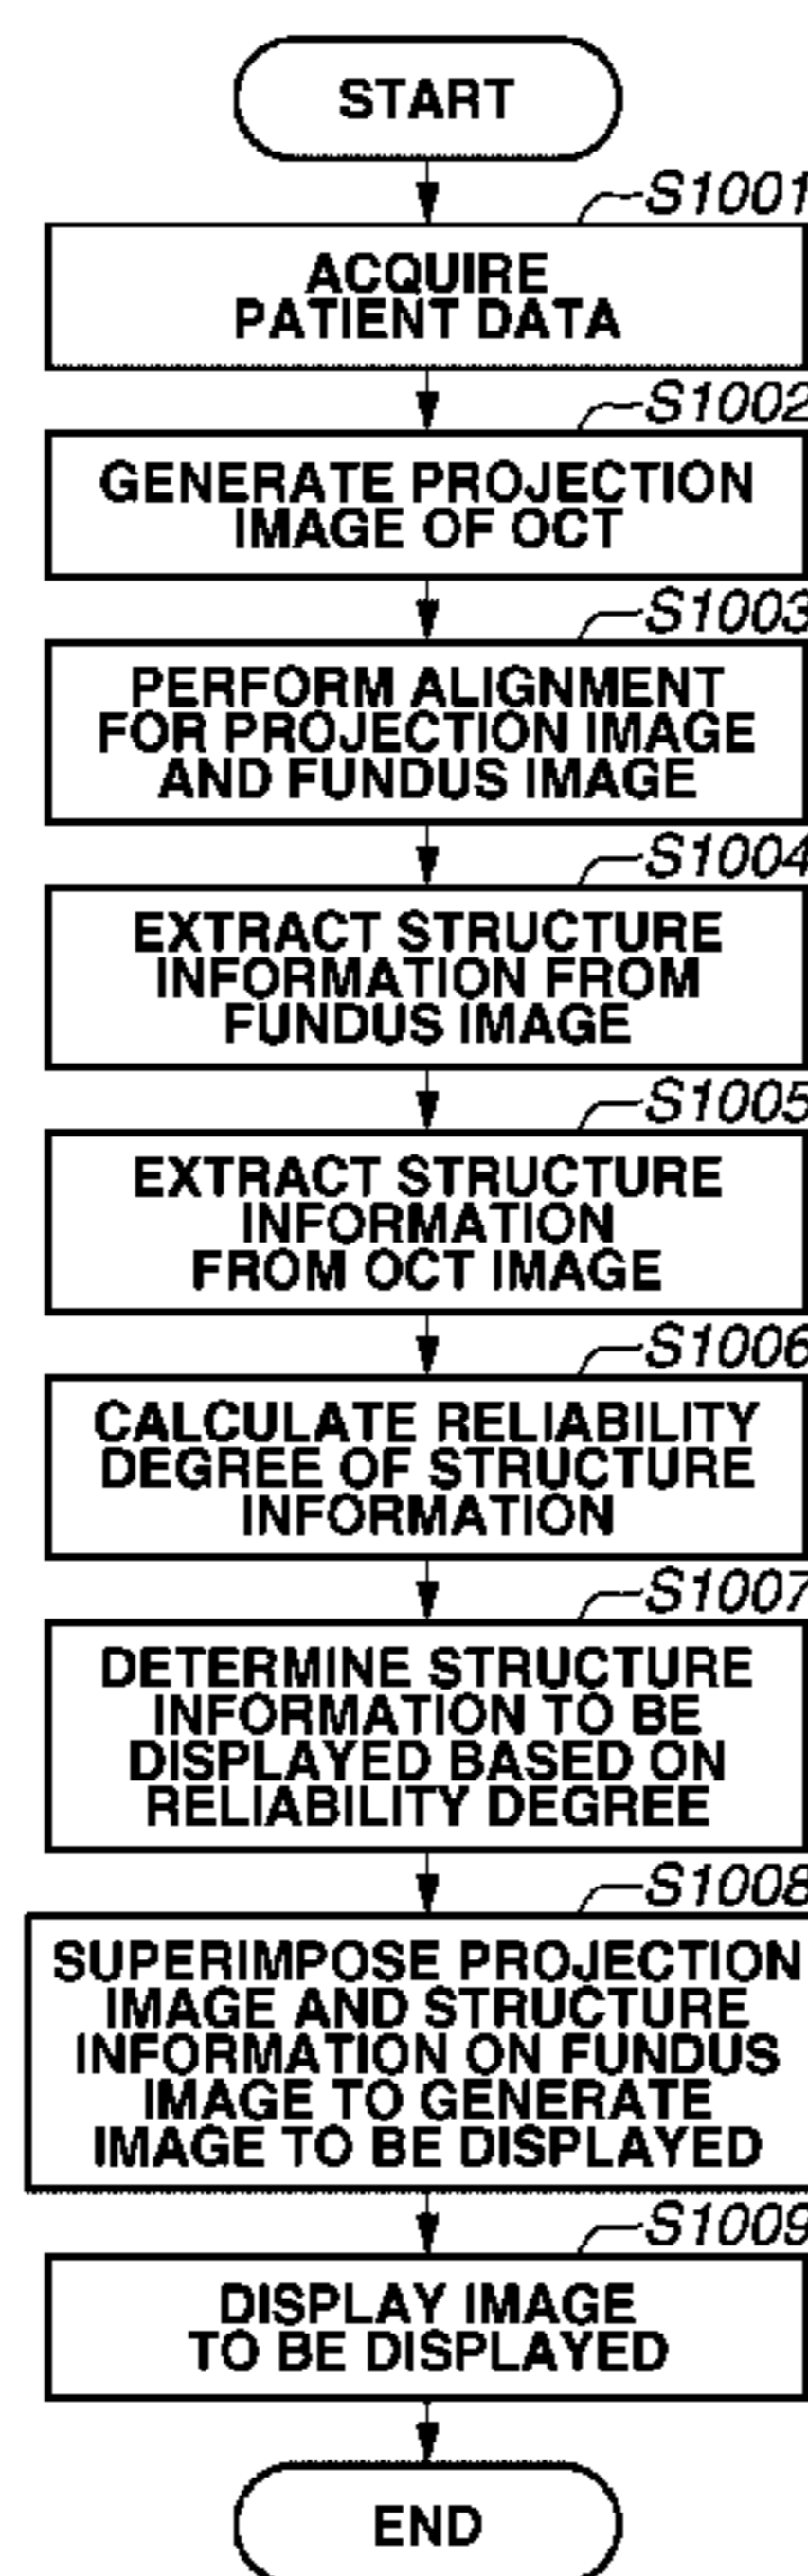 START
S1001
ACQUIRE
PATIENT DATA
S1002
GENERATE PROJECTION
IMAGE OF OCT
S1003
PERFORM ALIGNMENT
FOR PROJECTION IMAGE
AND FUNDUS IMAGE
S1004
EXTRACT STRUCTURE
INFORMATION FROM
FUNDUS IMAGE
S1005
EXTRACT STRUCTURE
INFORMATION
FROM OCT IMAGE
S1006
CALCULATE RELIABILITY
DEGREE OF STRUCTURE
INFORMATION
S1007
DETERMINE STRUCTURE
INFORMATION TO BE
DISPLAYED BASED ON
RELIABILITY DEGREE
S1008
SUPERIMPOSE PROJECTION
IMAGE AND STRUCTURE
INFORMATION ON FUNDUS
IMAGE TO GENERATE
IMAGE TO BE DISPLAYED
S1009
DISPLAY IMAGE
TO BE DISPLAYED
END